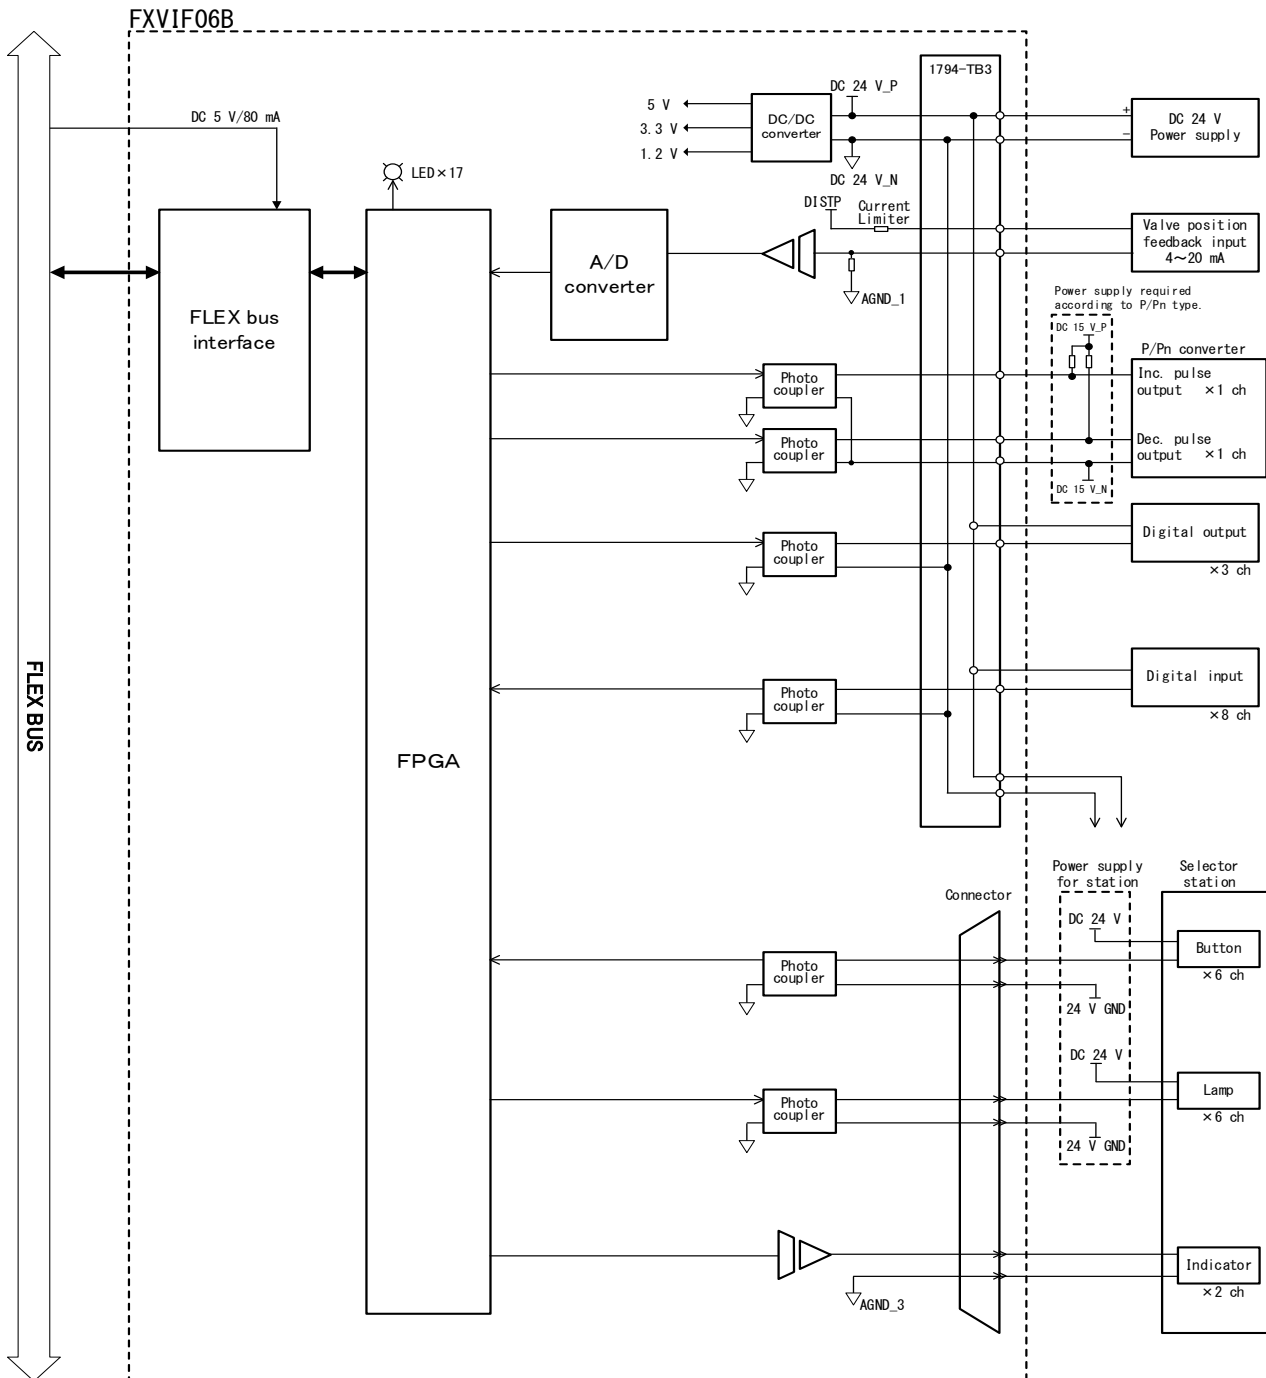 FXVIF06B
1794-TB3
DC 24 V_P
5 V
3.3 V
1.2 V
DC/DC
converter
+
−
DC 24 V
Power supply
DC 5 V/80 mA
LED×17
DC 24 V_N
DISTP
Current
Limiter
Valve position
feedback input
4～20 mA
FLEX bus
interface
A/D
converter
AGND_1
Power supply required
according to P/Pn type.
DC 15 V_P
P/Pn converter
Photo
coupler
Inc. pulse
output ×1 ch
Photo
coupler
Dec. pulse
output ×1 ch
DC 15 V_N
Photo
coupler
Digital output
×3 ch
Photo
coupler
Digital input
×8 ch
FLEX BUS
FPGA
Connector
Power supply
for station
Selector
station
DC 24 V
Photo
coupler
Button
×6 ch
24 V GND
DC 24 V
Photo
coupler
Lamp
×6 ch
24 V GND
Indicator
×2 ch
AGND_3